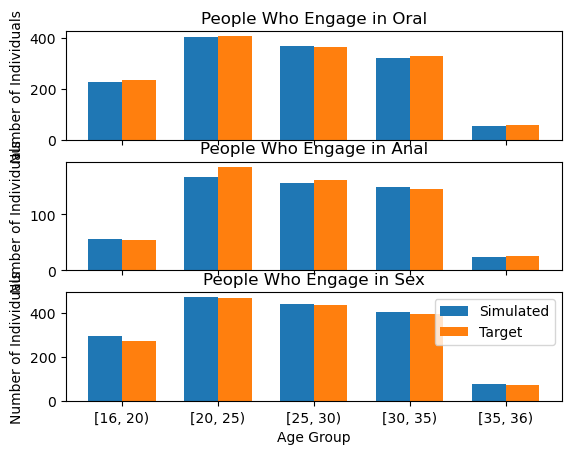 People Who Engage in Oral
Number of Individuals
400
200
0
People Who Engage in Anal
Number of Individuals
100
0
People Who Engage in Sex
Number of Individuals
400
200
0
Simulated
Target
[16, 20)
[20, 25)
[25, 30)
[30, 35)
[35, 36)
Age Group